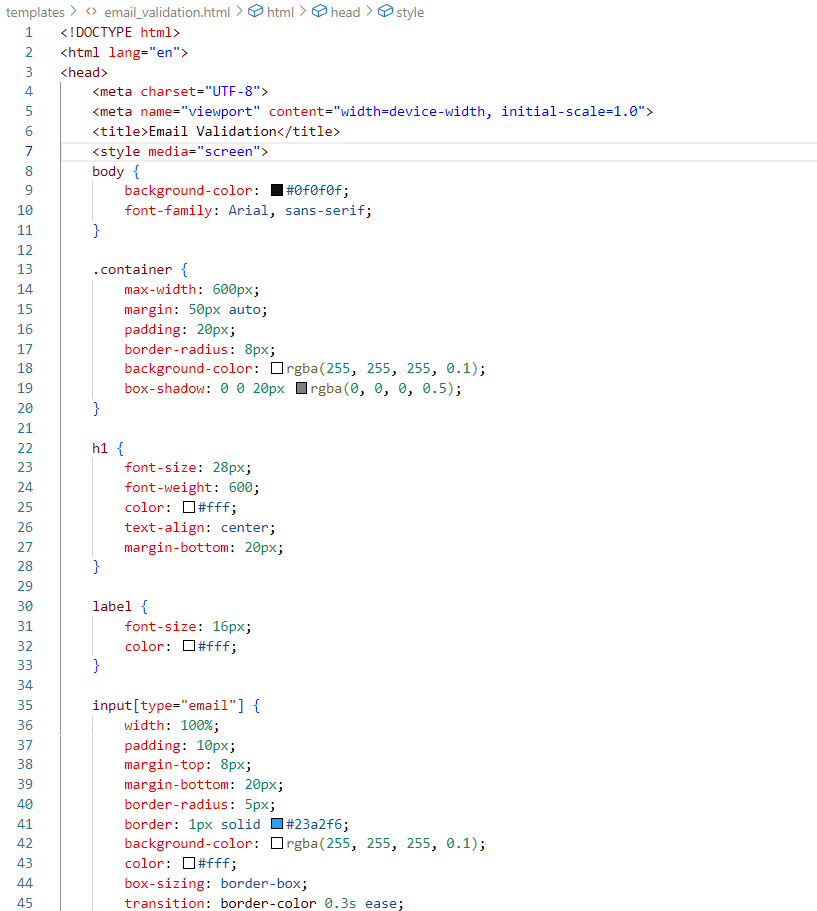 templates > email_validation.html > html > head > style
1 <!DOCTYPE html>
2 <html lang="en">
3 <head>
4 <meta charset="UTF-8">
5 <meta name="viewport" content="width=device-width, initial-scale=1.0">
6 <title>Email Validation</title>
7 <style media="screen">
8 body {
9 background-color: #0f0f0f;
10 font-family: Arial, sans-serif;
11 }
12
13 .container {
14 max-width: 600px;
15 margin: 50px auto;
16 padding: 20px;
17 border-radius: 8px;
18 background-color: rgba(255, 255, 255, 0.1);
19 box-shadow: 0 0 20px rgba(0, 0, 0, 0.5);
20 }
21
22 h1 {
23 font-size: 28px;
24 font-weight: 600;
25 color: #fff;
26 text-align: center;
27 margin-bottom: 20px;
28 }
29
30 label {
31 font-size: 16px;
32 color: #fff;
33 }
34
35 input[type="email"] {
36 width: 100%;
37 padding: 10px;
38 margin-top: 8px;
39 margin-bottom: 20px;
40 border-radius: 5px;
41 border: 1px solid #23a2f6;
42 background-color: rgba(255, 255, 255, 0.1);
43 color: #fff;
44 box-sizing: border-box;
45 transition: border-color 0.3s ease;